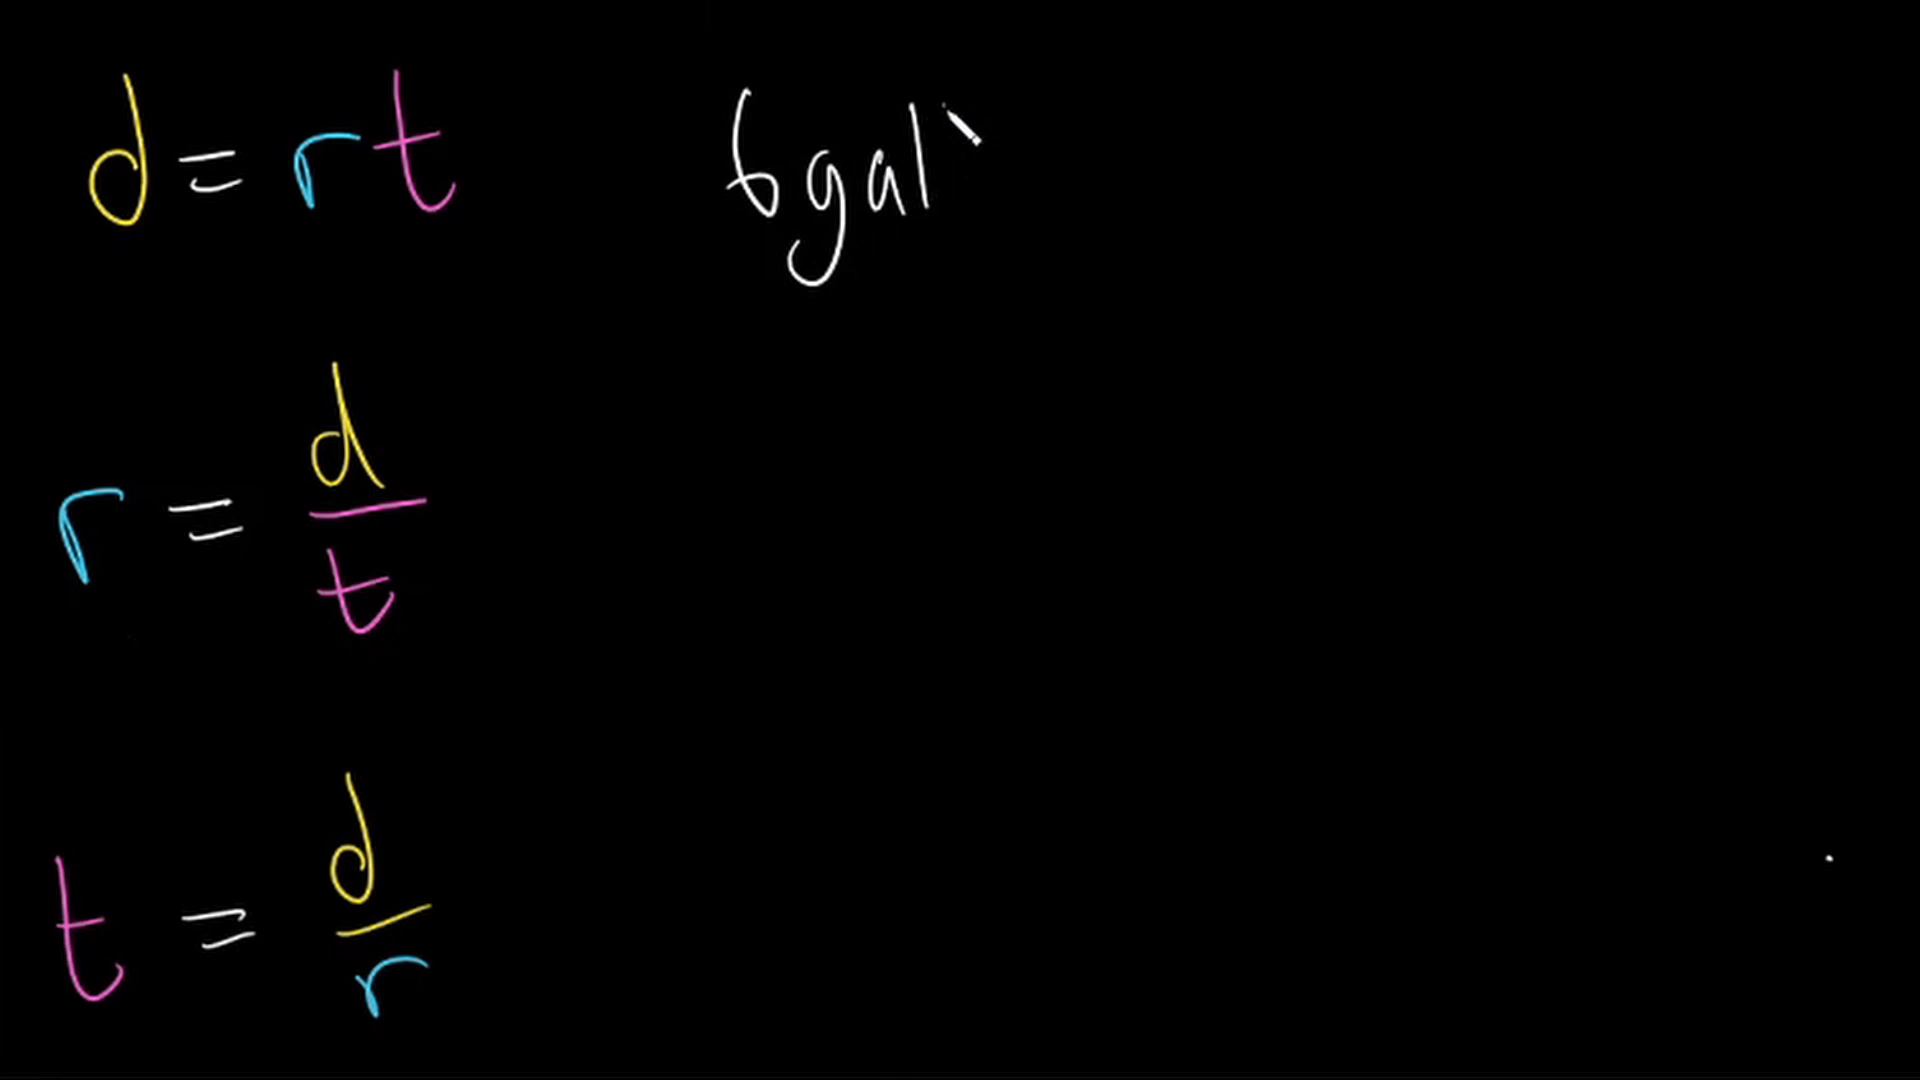 d = rt
6gal
r = d/t
t = d/r